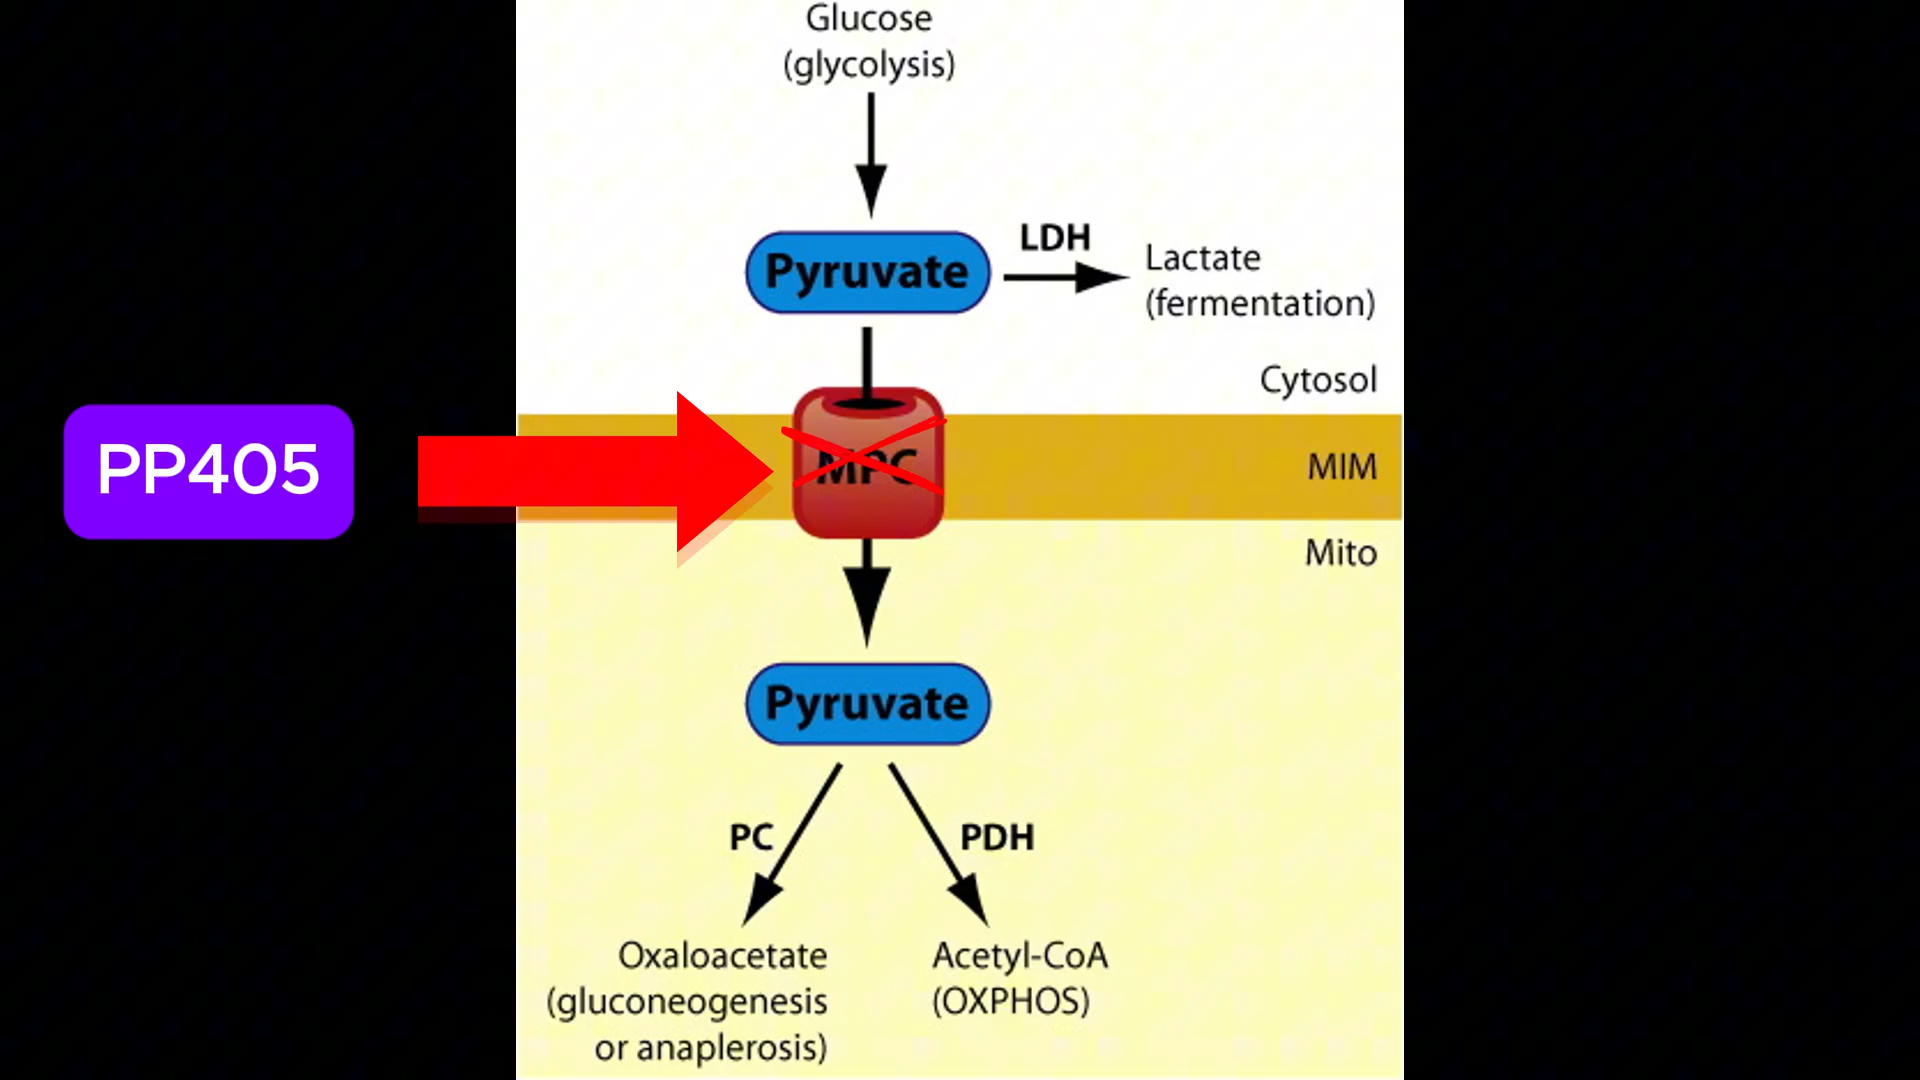 Glucose
(glycolysis)
Pyruvate
LDH
Lactate
(fermentation)
Cytosol
PP405
MPC
MIM
Mito
Pyruvate
PC
PDH
Oxaloacetate
(gluconeogenesis
or anaplerosis)
Acetyl-CoA
(OXPHOS)